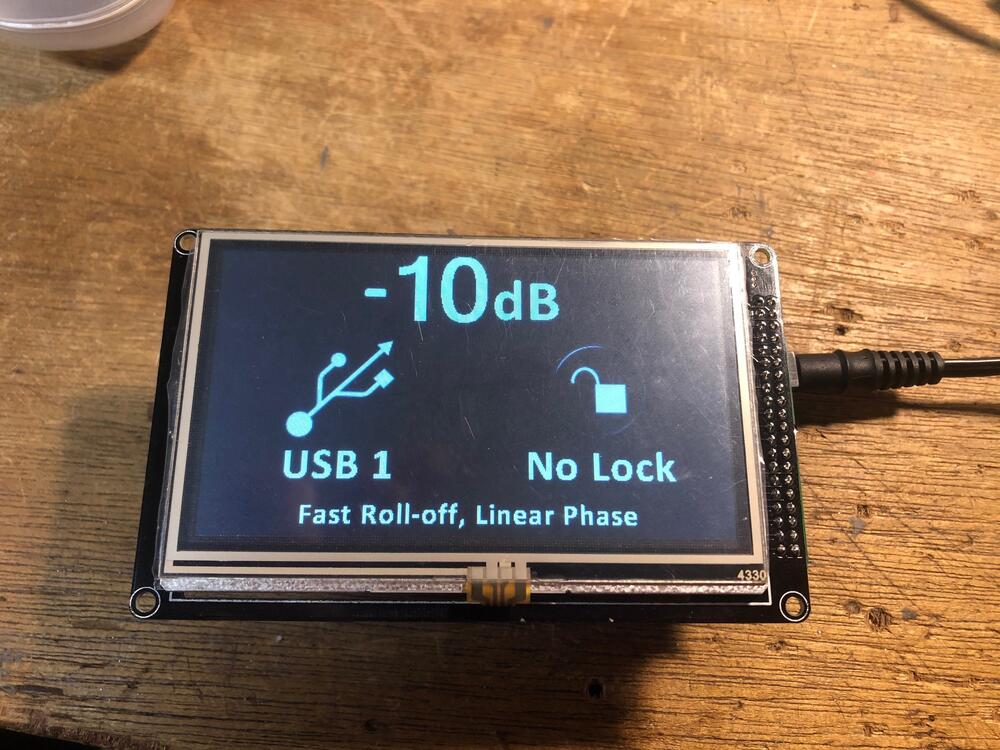 -10dB
USB 1
No Lock
Fast Roll-off, Linear Phase
4330